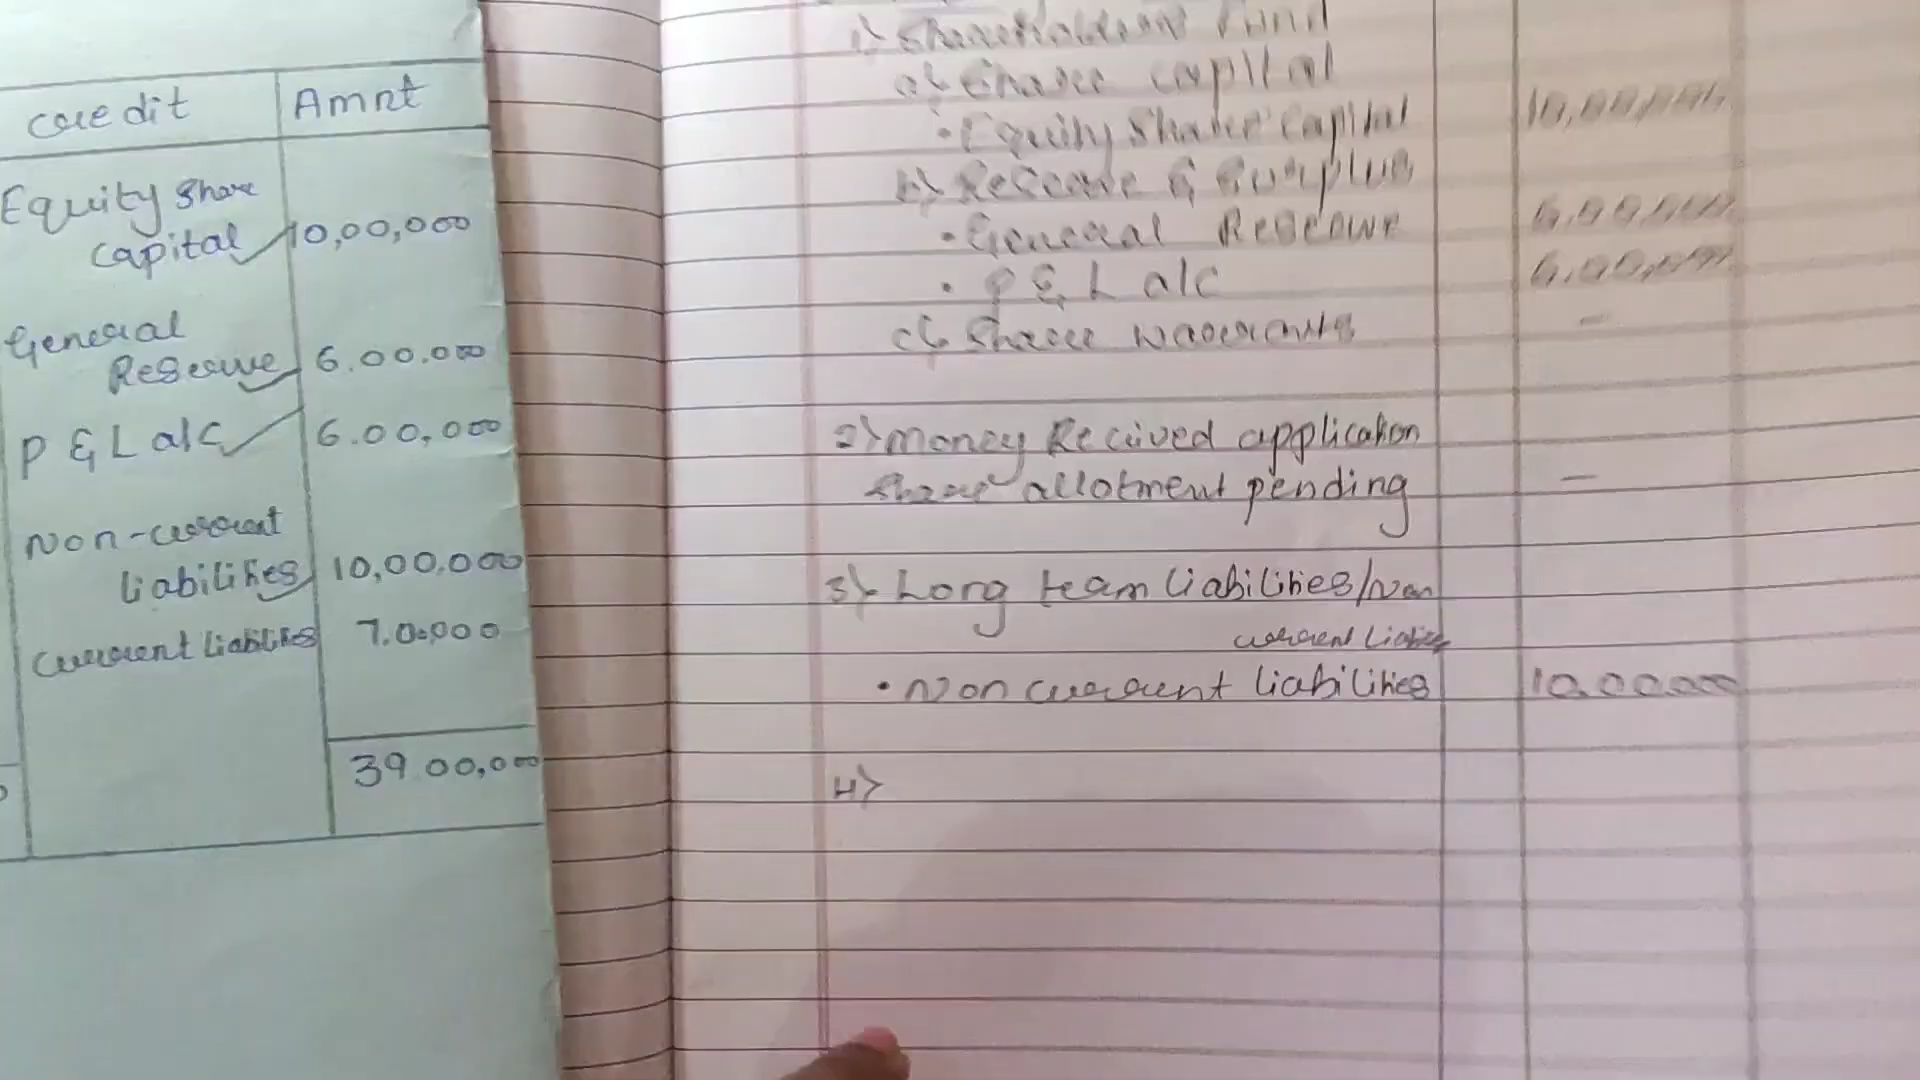 Credit
Amnt
Equity Share
Capital
10,00,000
General
Reserve
6.00.000
P & L a/c
6.00,000
Non-current
liabilities
10,00,000
Current liabilities
7.00,000
39 00,000
1) Shareholders Fund
a) Share capital
• Equity Share Capital
10,00,000
b) Reserve & Surplus
• General Reserve
6,00,000
• P & L a/c
6,00,000
c) Share warrants
-
2) Money Received application
Share allotment pending
-
3) Long team liabilities/Non
current
• Non current liabilities
10,00,000
4)